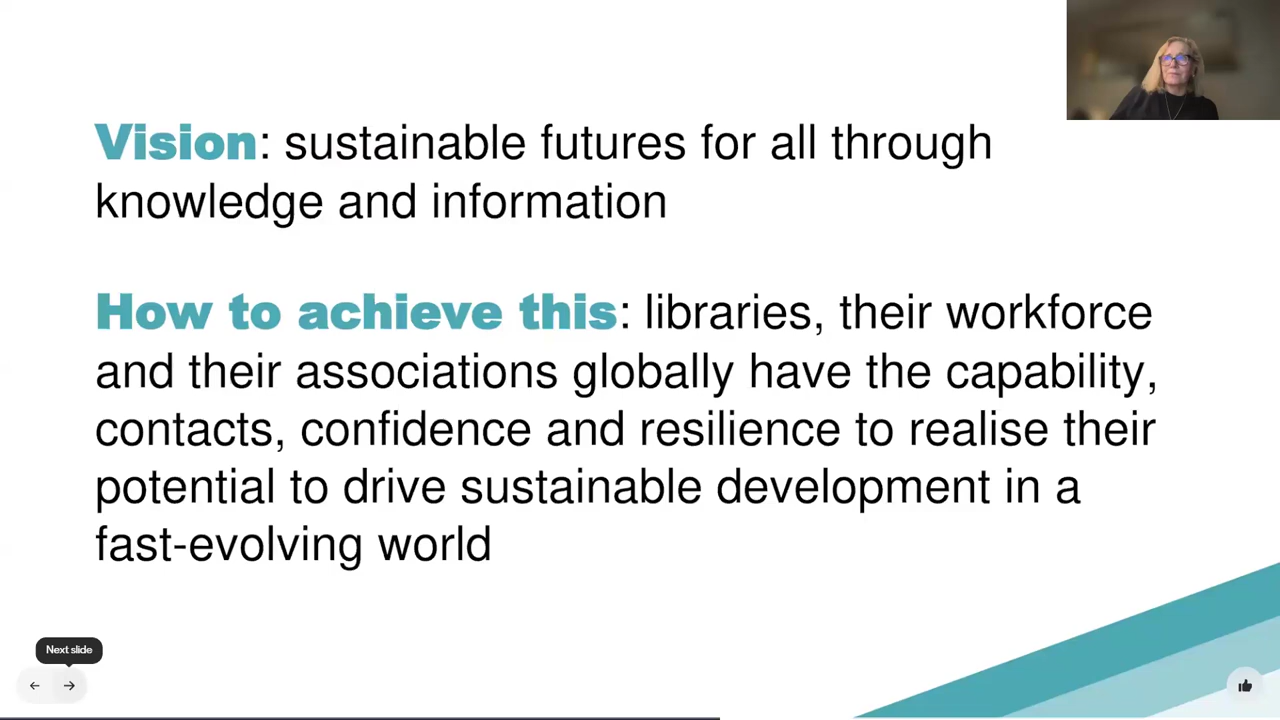 Vision: sustainable futures for all through
knowledge and information
How to achieve this: libraries, their workforce
and their associations globally have the capability,
contacts, confidence and resilience to realise their
potential to drive sustainable development in a
fast-evolving world
Next slide